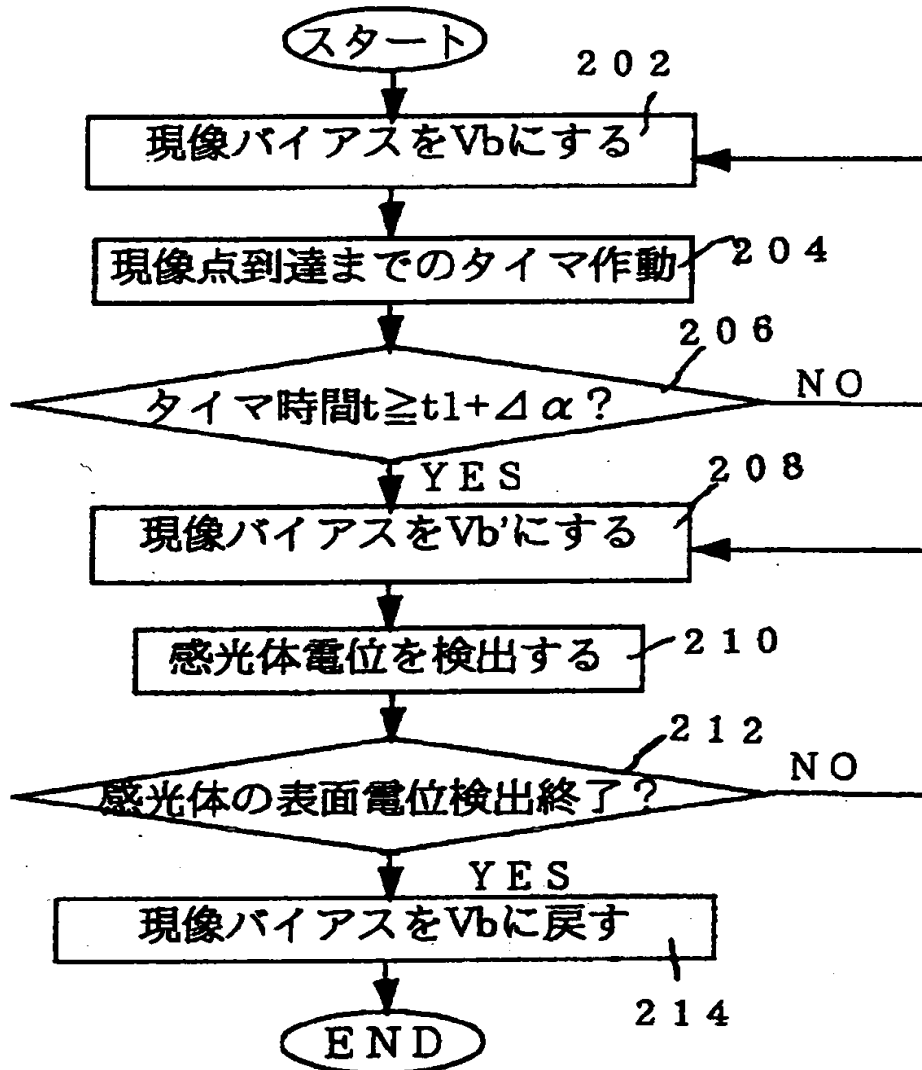 スタート
202
現像バイアスをVbにする
現像点到達までのタイマ作動
204
206
タイマ時間t≧t1+Δα?
NO
YES
208
現像バイアスをVb'にする
感光体電位を検出する
210
212
感光体の表面電位検出終了?
NO
YES
現像バイアスをVbに戻す
214
END